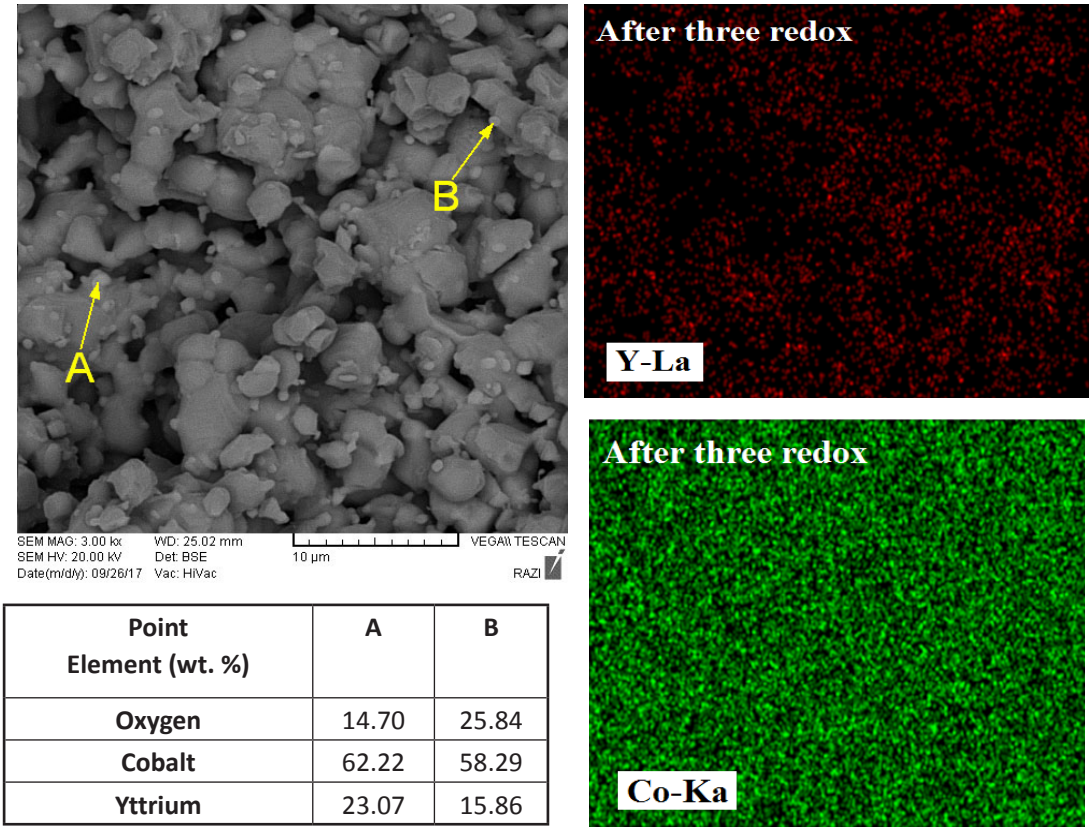 B
A
SEM MAG: 3.00 kx WD: 25.02 mm VEGA\\ TESCAN
SEM HV: 20.00 kV Det: BSE 10 µm
Date(m/d/y): 09/26/17 Vac: HiVac RAZI
Point A B
Element (wt. %)
Oxygen 14.70 25.84
Cobalt 62.22 58.29
Yttrium 23.07 15.86
After three redox
Y-La
After three redox
Co-Ka